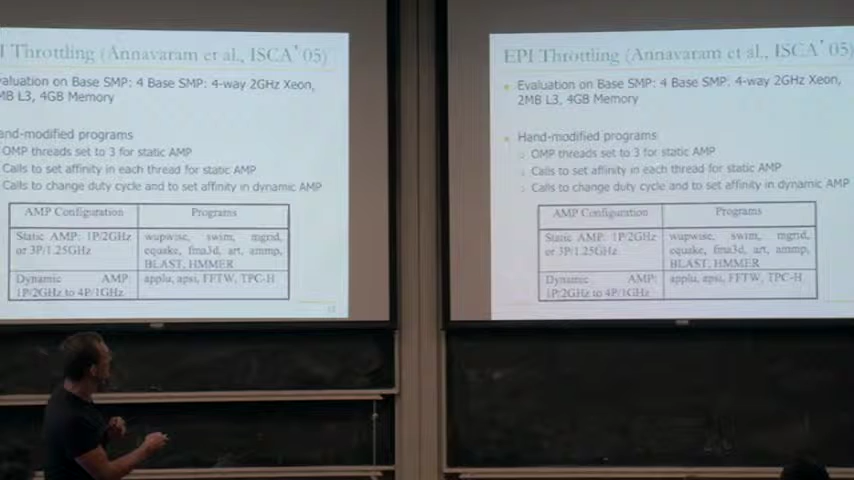 I Throttling (Annavaram et al., ISCA'05)
valuation on Base SMP: 4 Base SMP: 4-way 2GHz Xeon,
MB L3, 4GB Memory
and-modified programs
OMP threads set to 3 for static AMP
Calls to set affinity in each thread for static AMP
Calls to change duty cycle and to set affinity in dynamic AMP
AMP Configuration Programs
Static AMP: 1P/2GHz wupwise, swim, mgrid,
or 3P/1.25GHz equake, fma3d, art, ammp,
BLAST, HMMER
Dynamic AMP: applu, apsi, FFTW, TPC-H
1P/2GHz to 4P/1GHz
EPI Throttling (Annavaram et al., ISCA'05)
Evaluation on Base SMP: 4 Base SMP: 4-way 2GHz Xeon,
2MB L3, 4GB Memory
Hand-modified programs
OMP threads set to 3 for static AMP
Calls to set affinity in each thread for static AMP
Calls to change duty cycle and to set affinity in dynamic AMP
AMP Configuration Programs
Static AMP: 1P/2GHz wupwise, swim, mgrid,
or 3P/1.25GHz equake, fma3d, art, ammp,
BLAST, HMMER
Dynamic AMP: applu, apsi, FFTW, TPC-H
1P/2GHz to 4P/1GHz